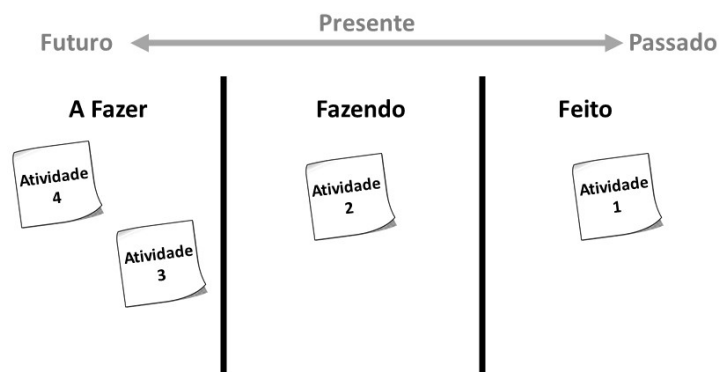 Presente
Futuro
Passado
A Fazer
Fazendo
Feito
Atividade
4
Atividade
3
Atividade
2
Atividade
1